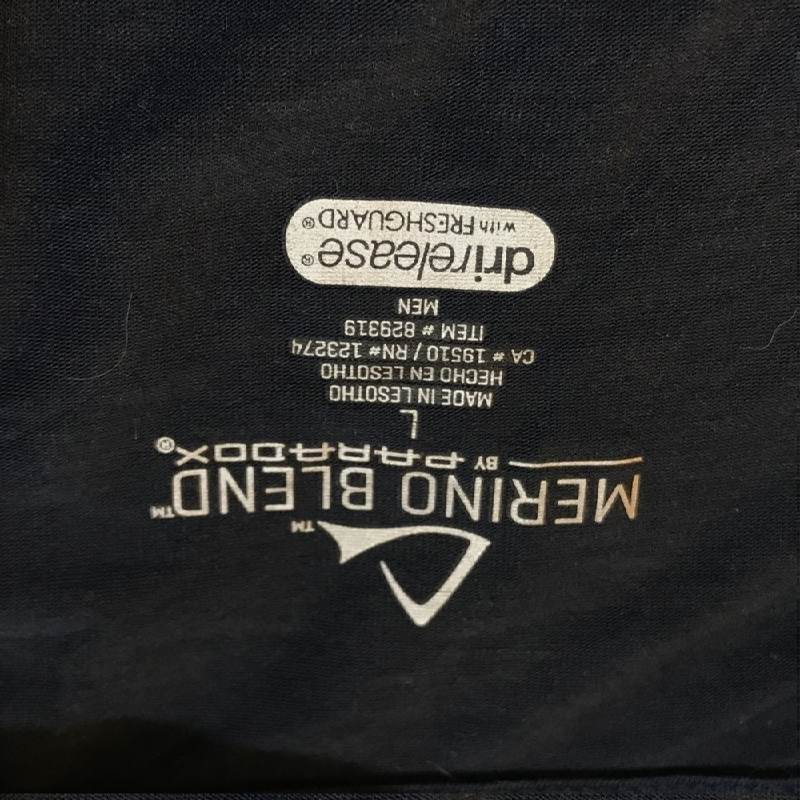 ™
MERINO BLEND™
BY PARADOX®
L
MADE IN LESOTHO
HECHO EN LESOTHO
CA # 19510 / RN# 123274
ITEM # 829319
MEN
drirelease®
with FRESHGUARD®